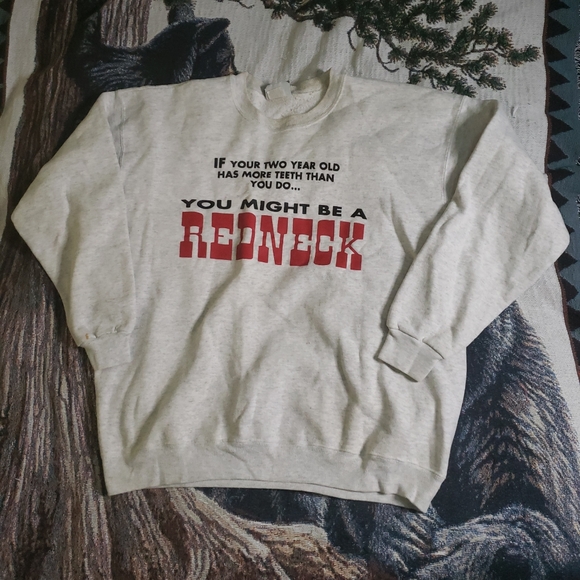 IF YOUR TWO YEAR OLD
HAS MORE TEETH THAN
YOU DO...
YOU MIGHT BE A
REDNECK